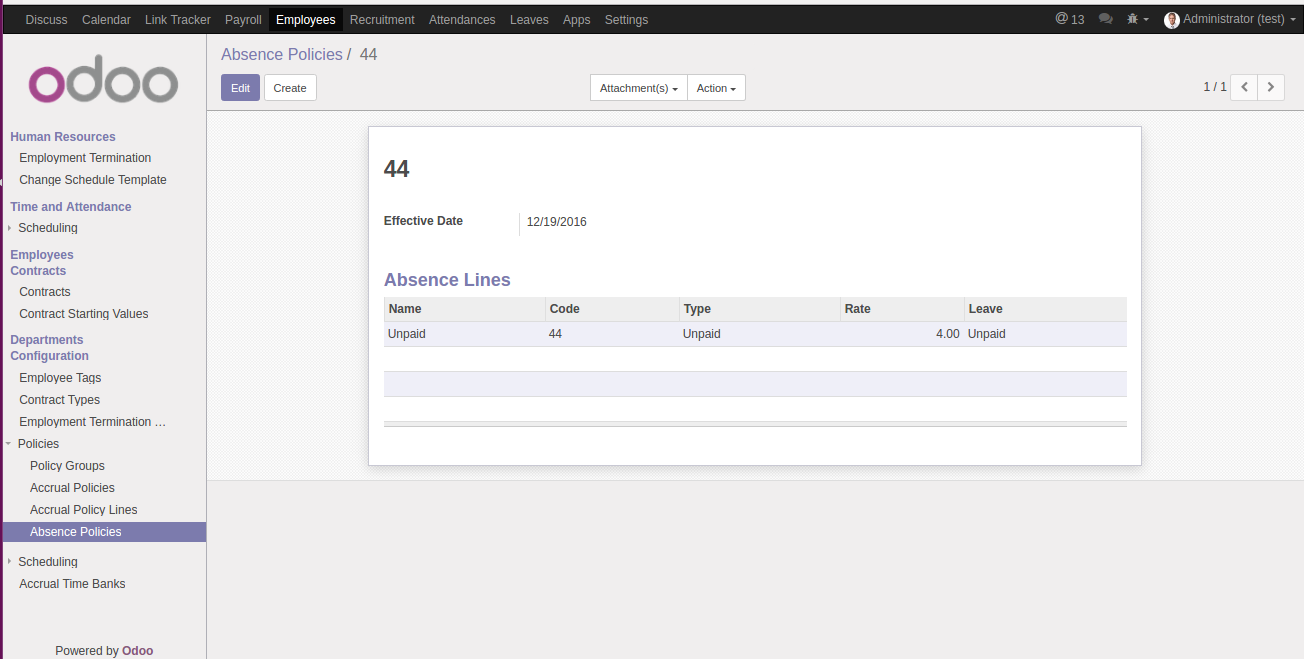 Discuss Calendar Link Tracker Payroll Employees Recruitment Attendances Leaves Apps Settings @ 13 Administrator (test)
odoo
Human Resources
Employment Termination
Change Schedule Template
Time and Attendance
Scheduling
Employees
Contracts
Contracts
Contract Starting Values
Departments
Configuration
Employee Tags
Contract Types
Employment Termination …
Policies
Policy Groups
Accrual Policies
Accrual Policy Lines
Absence Policies
Scheduling
Accrual Time Banks
Powered by Odoo
Absence Policies / 44
Edit Create Attachment(s) Action 1 / 1
44
Effective Date 12/19/2016
Absence Lines
Name Code Type Rate Leave
Unpaid 44 Unpaid 4.00 Unpaid